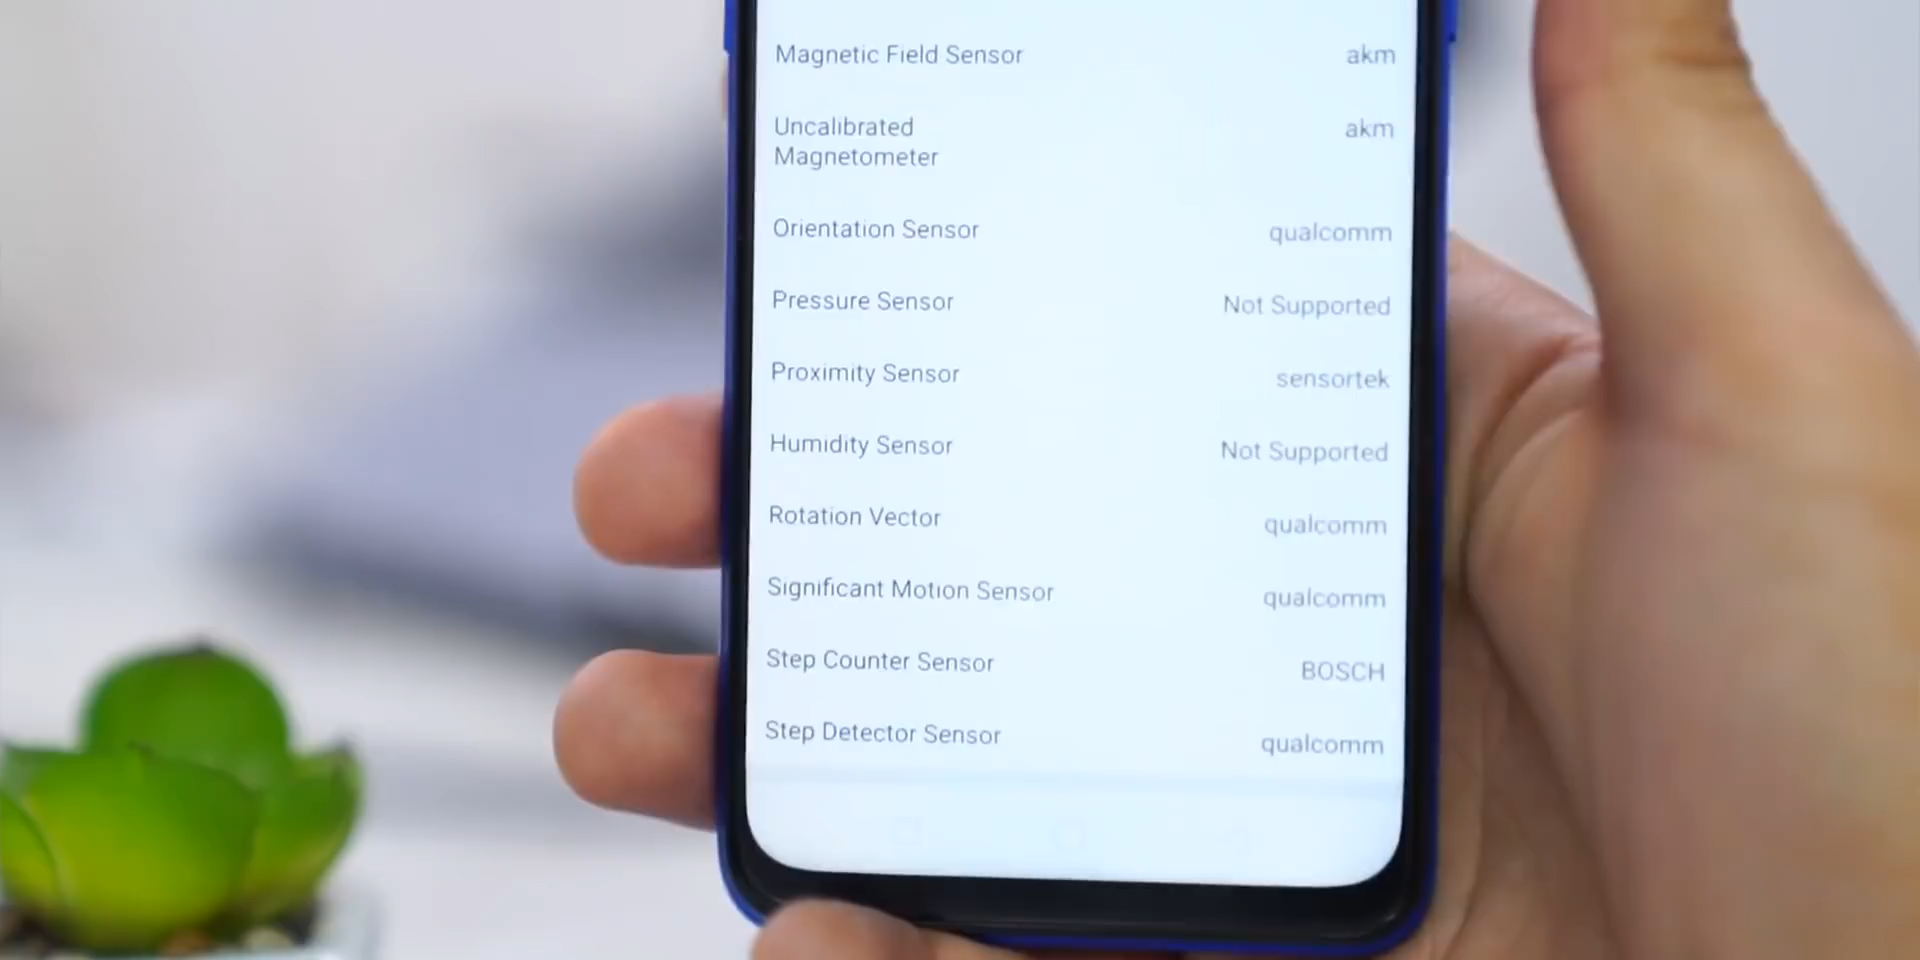 Magnetic Field Sensor akm
Uncalibrated akm
Magnetometer
Orientation Sensor qualcomm
Pressure Sensor Not Supported
Proximity Sensor sensortek
Humidity Sensor Not Supported
Rotation Vector qualcomm
Significant Motion Sensor qualcomm
Step Counter Sensor BOSCH
Step Detector Sensor qualcomm